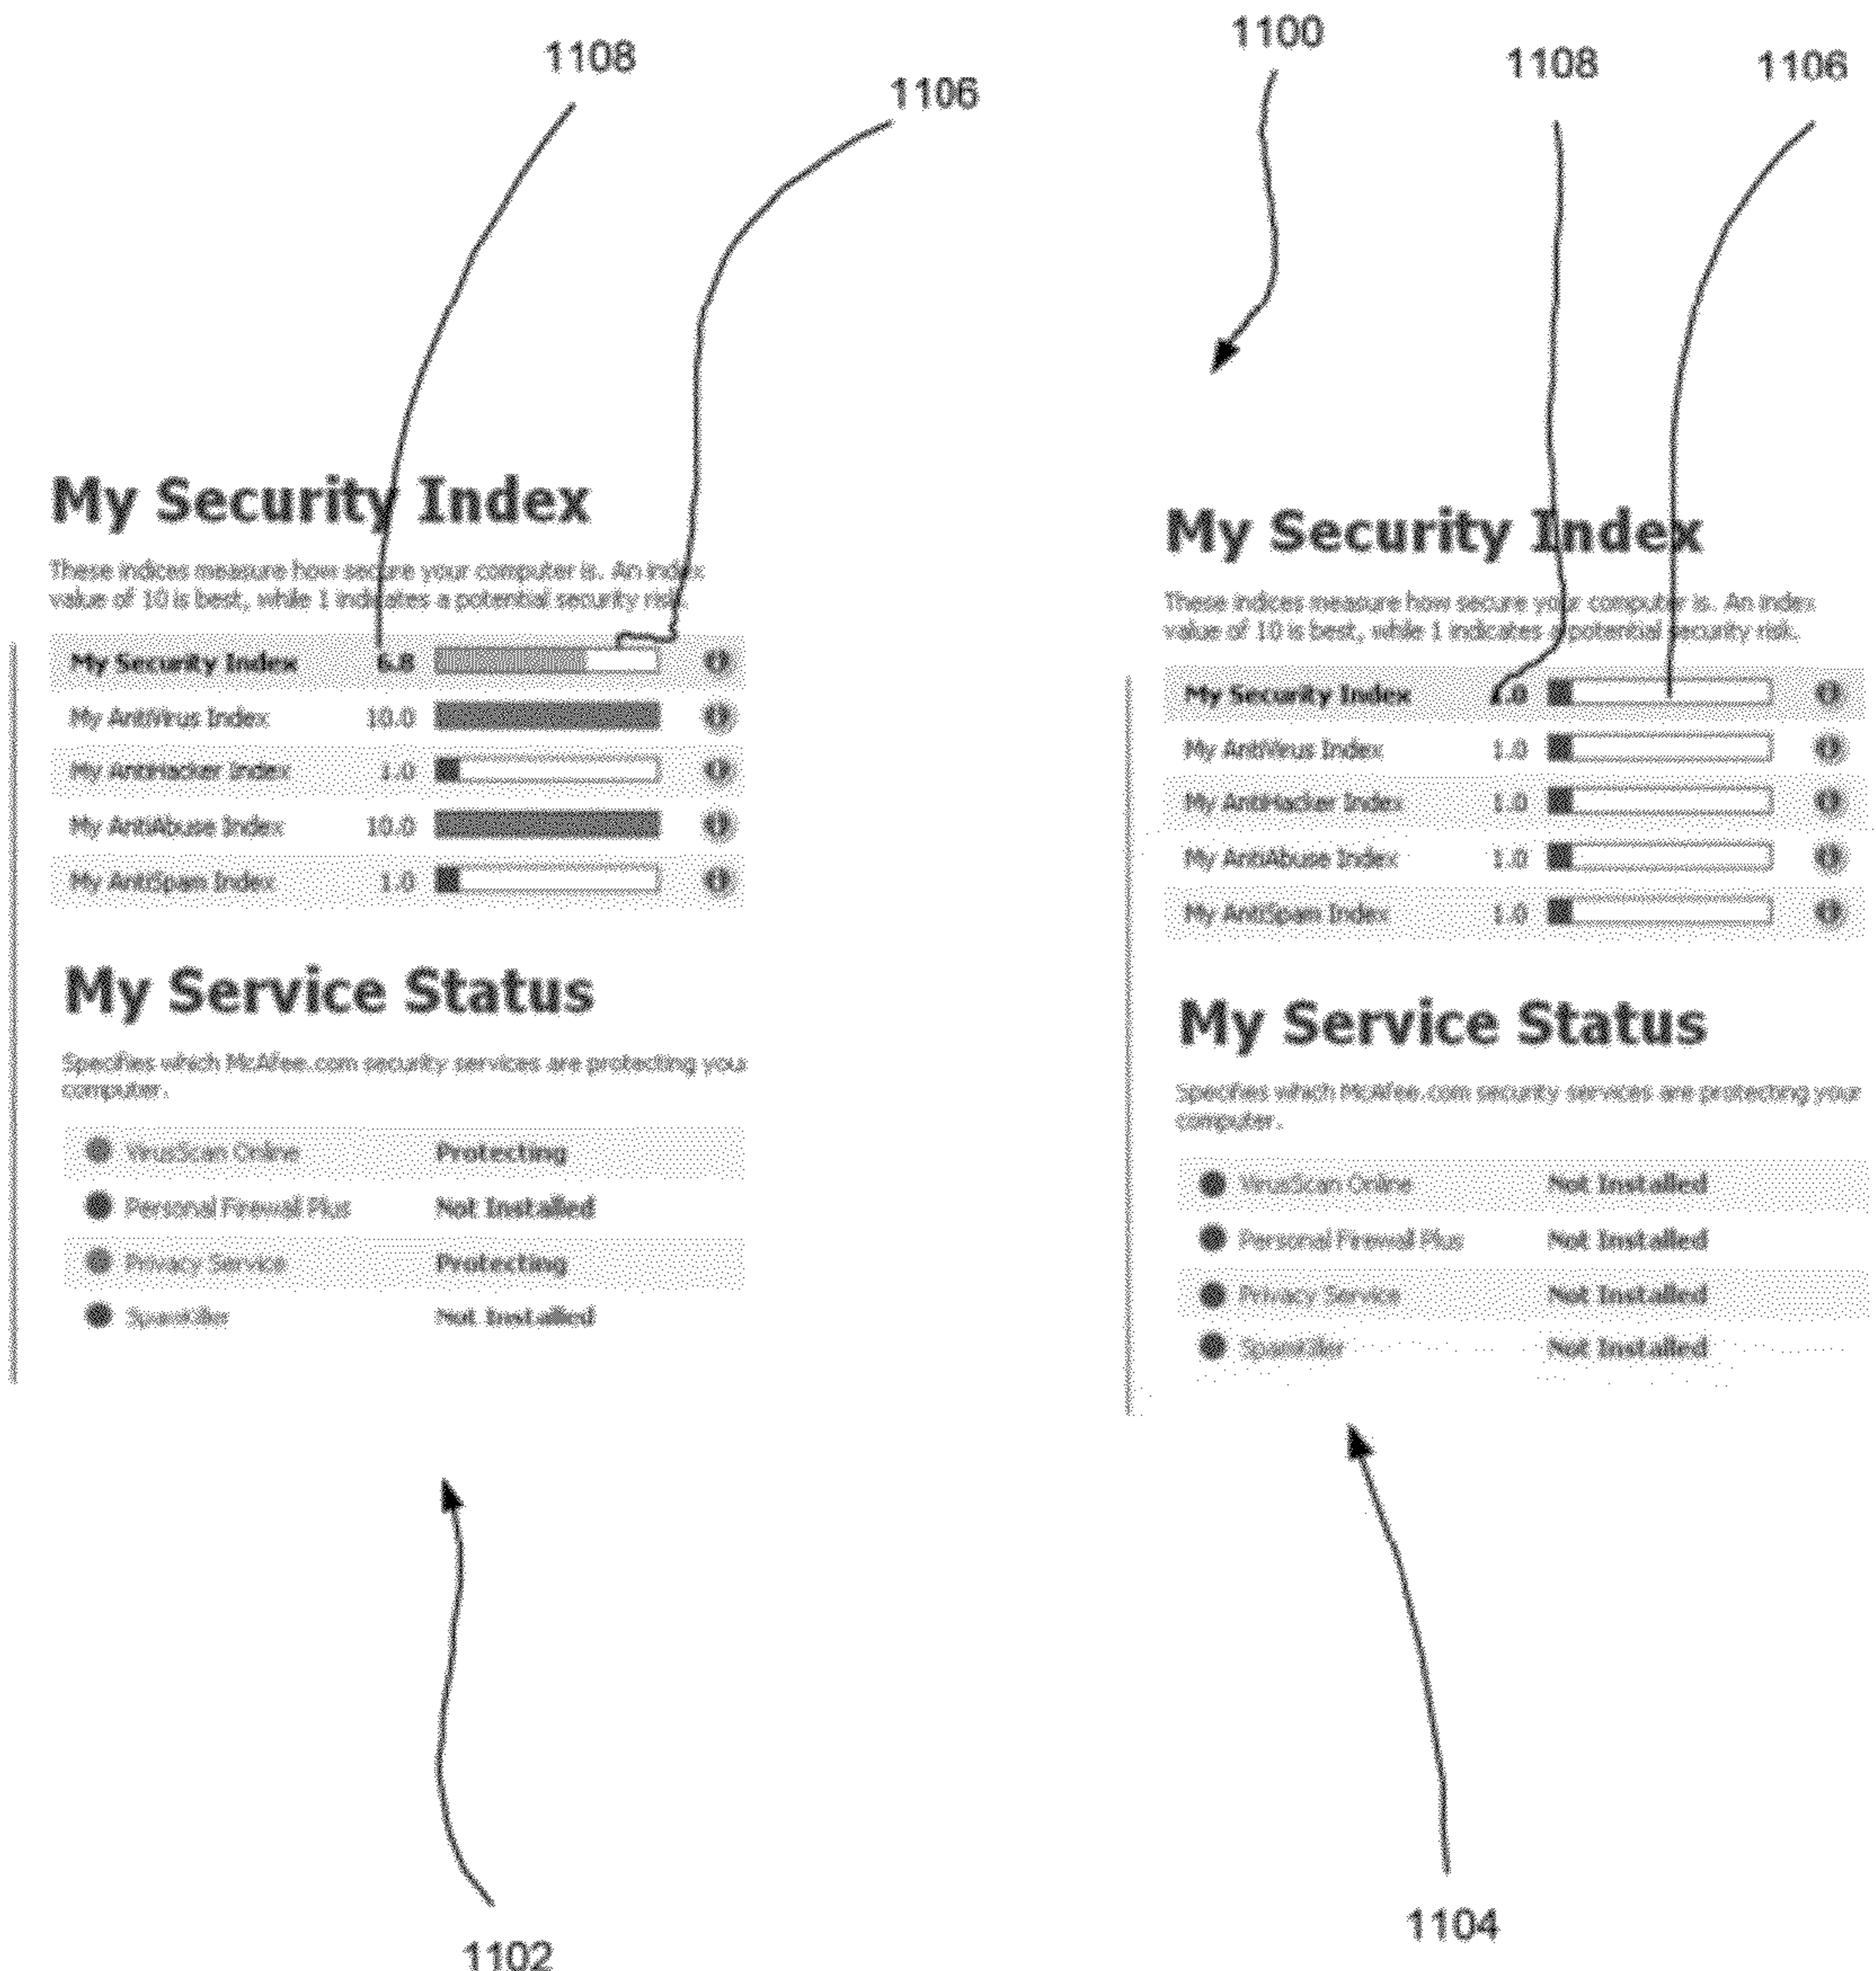 1108
1106
My Security Index
These indices measure how secure your computer is. An index
value of 10 is best, while 1 indicates a potential security risk.
My Security Index 6.8
My AntiVirus Index 10.0
My AntiHacker Index 1.0
My AntiAbuse Index 10.0
My AntiSpam Index 1.0
My Service Status
Specifies which McAfee.com security services are protecting your
computer.
VirusScan Online Protecting
Personal Firewall Plus Not Installed
Privacy Service Protecting
SpamKiller Not Installed
1102
1100
1108
1106
My Security Index
These indices measure how secure your computer is. An index
value of 10 is best, while 1 indicates a potential security risk.
My Security Index 1.0
My AntiVirus Index 1.0
My AntiHacker Index 1.0
My AntiAbuse Index 1.0
My AntiSpam Index 1.0
My Service Status
Specifies which McAfee.com security services are protecting your
computer.
VirusScan Online Not Installed
Personal Firewall Plus Not Installed
Privacy Service Not Installed
SpamKiller Not Installed
1104